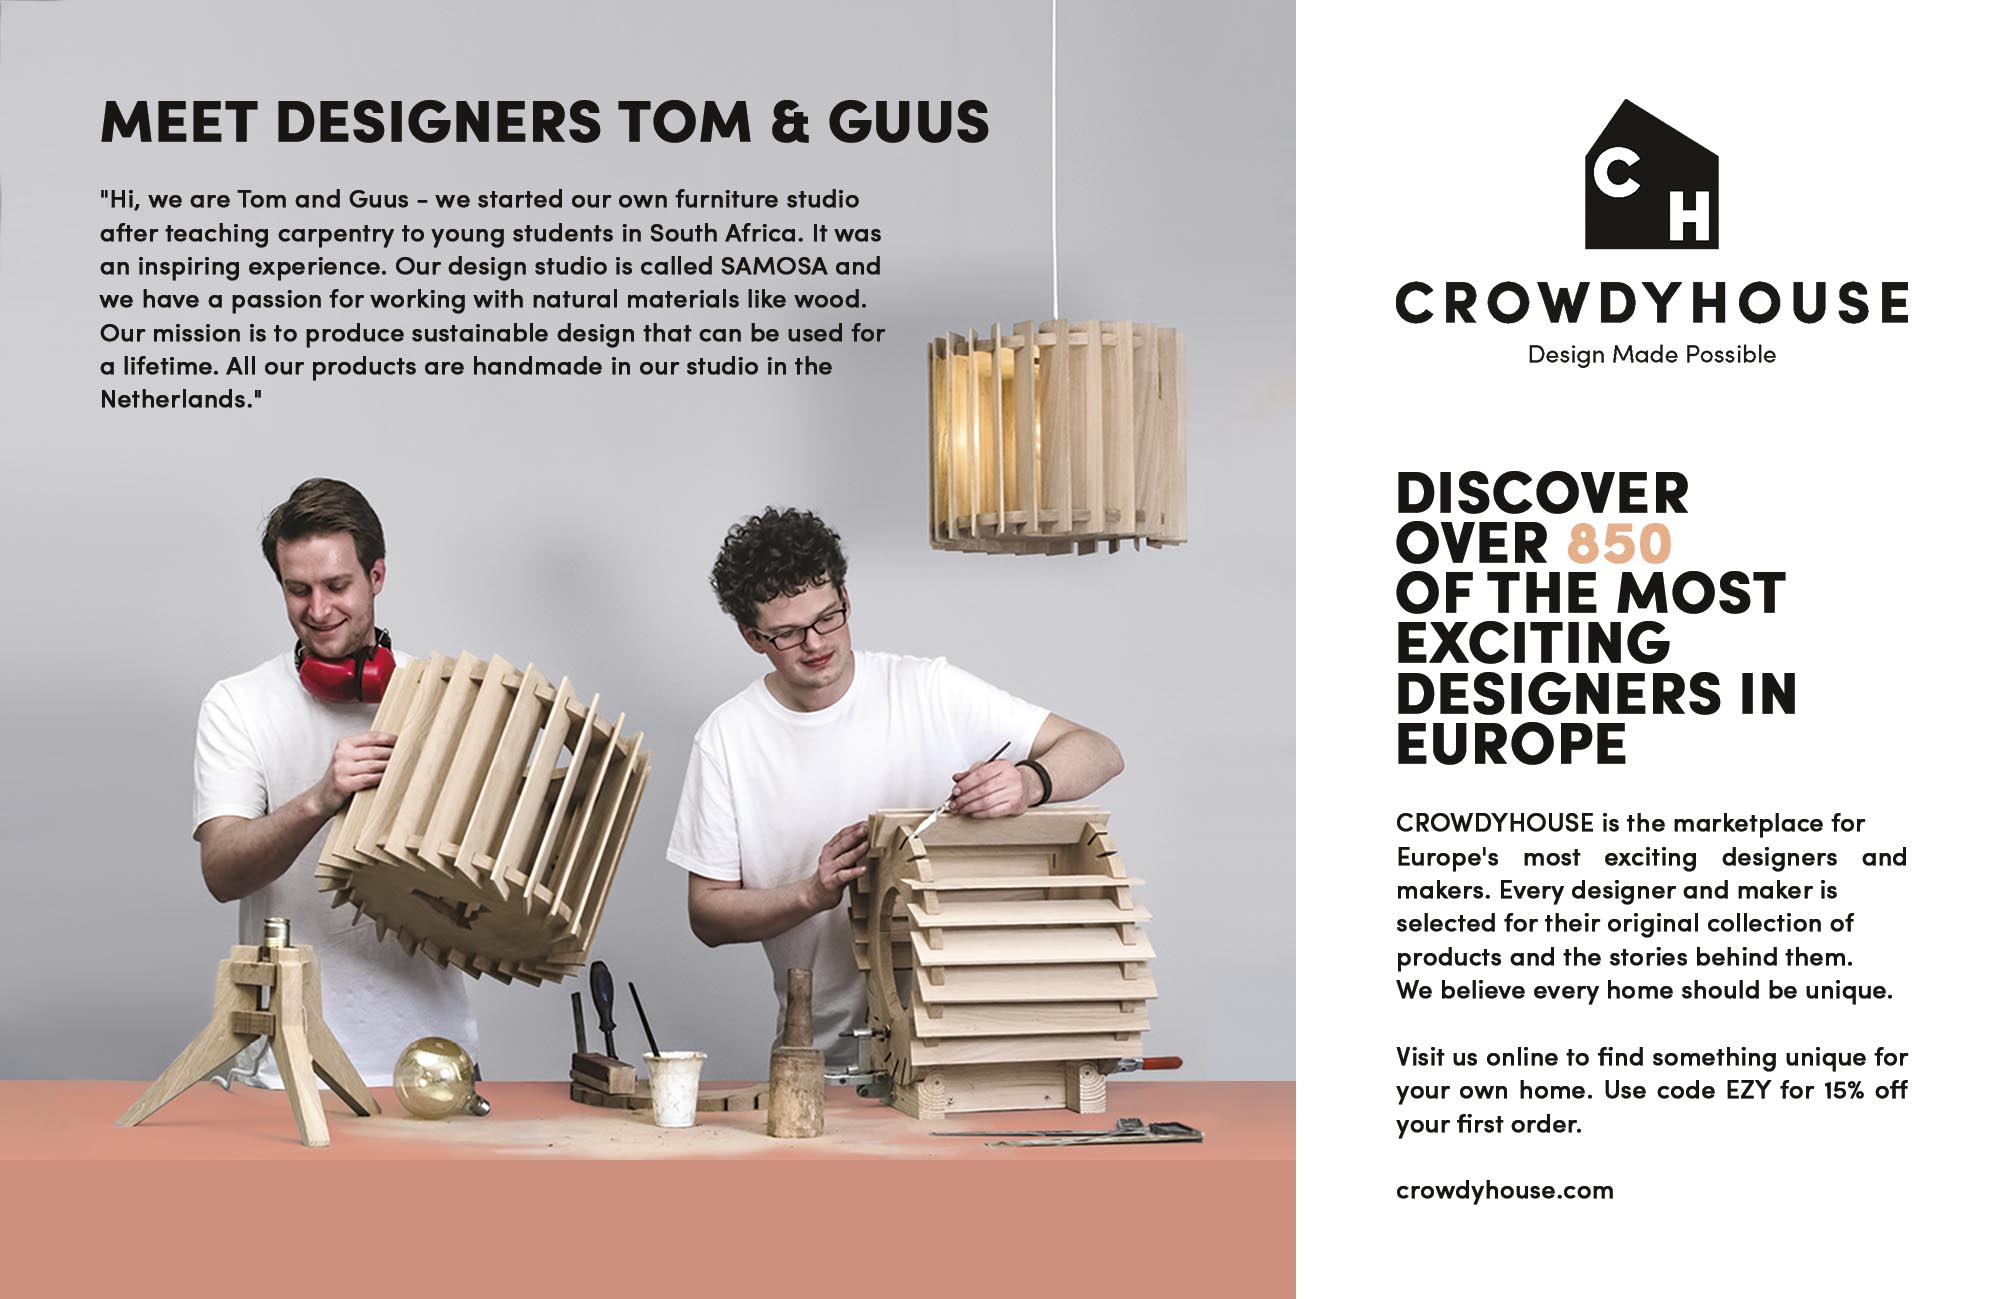 MEET DESIGNERS TOM & GUUS
"Hi, we are Tom and Guus - we started our own furniture studio
after teaching carpentry to young students in South Africa. It was
an inspiring experience. Our design studio is called SAMOSA and
we have a passion for working with natural materials like wood.
Our mission is to produce sustainable design that can be used for
a lifetime. All our products are handmade in our studio in the
Netherlands."
C
H
CROWDYHOUSE
Design Made Possible
DISCOVER
OVER 850
OF THE MOST
EXCITING
DESIGNERS IN
EUROPE
CROWDYHOUSE is the marketplace for
Europe's most exciting designers and
makers. Every designer and maker is
selected for their original collection of
products and the stories behind them.
We believe every home should be unique.
Visit us online to find something unique for
your own home. Use code EZY for 15% off
your first order.
crowdyhouse.com